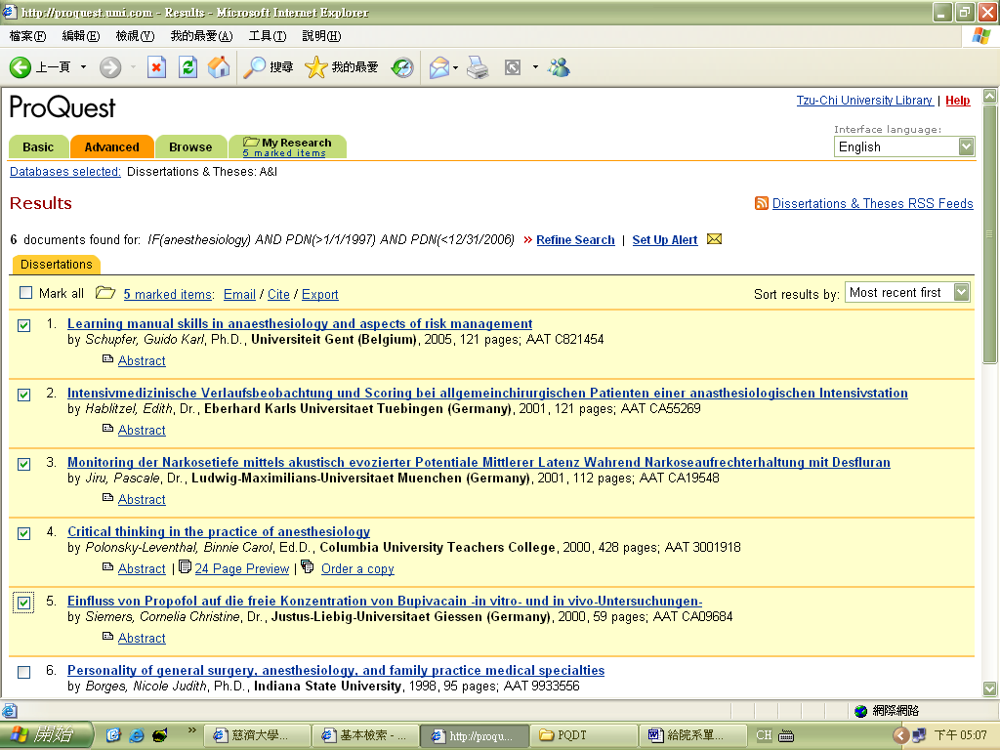 http://proquest.umi.com - Results - Microsoft Internet Explorer
檔案(F) 編輯(E) 檢視(V) 我的最愛(A) 工具(T) 說明(H)
上一頁 搜尋 我的最愛
ProQuest
Tzu-Chi University Library | Help
Interface language:
English
Basic Advanced Browse My Research
5 marked items
Databases selected: Dissertations & Theses: A&I
Results
Dissertations & Theses RSS Feeds
6 documents found for: IF(anesthesiology) AND PDN(>1/1/1997) AND PDN(<12/31/2006) » Refine Search | Set Up Alert
Dissertations
Mark all 5 marked items: Email / Cite / Export Sort results by: Most recent first
1. Learning manual skills in anaesthesiology and aspects of risk management
by Schupfer, Guido Karl, Ph.D., Universiteit Gent (Belgium), 2005, 121 pages; AAT C821454
Abstract
2. Intensivmedizinische Verlaufsbeobachtung und Scoring bei allgemeinchirurgischen Patienten einer anasthesiologischen Intensivstation
by Hablitzel, Edith, Dr., Eberhard Karls Universitaet Tuebingen (Germany), 2001, 121 pages; AAT CA55269
Abstract
3. Monitoring der Narkosetiefe mittels akustisch evozierter Potentiale Mittlerer Latenz Wahrend Narkoseaufrechterhaltung mit Desfluran
by Jiru, Pascale, Dr., Ludwig-Maximilians-Universitaet Muenchen (Germany), 2001, 112 pages; AAT CA19548
Abstract
4. Critical thinking in the practice of anesthesiology
by Polonsky-Leventhal, Binnie Carol, Ed.D., Columbia University Teachers College, 2000, 428 pages; AAT 3001918
Abstract | 24 Page Preview | Order a copy
5. Einfluss von Propofol auf die freie Konzentration von Bupivacain -in vitro- und in vivo-Untersuchungen-
by Siemers, Cornelia Christine, Dr., Justus-Liebig-Universitaet Giessen (Germany), 2000, 59 pages; AAT CA09684
Abstract
6. Personality of general surgery, anesthesiology, and family practice medical specialties
by Borges, Nicole Judith, Ph.D., Indiana State University, 1998, 95 pages; AAT 9933556
網際網路
開始 » 慈濟大學... 基本檢索 - ... http://proqu... PQDT 給院系單... CH 下午 05:07